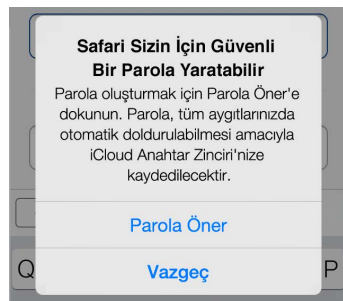 Safari Sizin İçin Güvenli
Bir Parola Yaratabilir
Parola oluşturmak için Parola Öner'e
dokunun. Parola, tüm aygıtlarınızda
otomatik doldurulabilmesi amacıyla
iCloud Anahtar Zinciri'nize
kaydedilecektir.
Parola Öner
Vazgeç
Q P